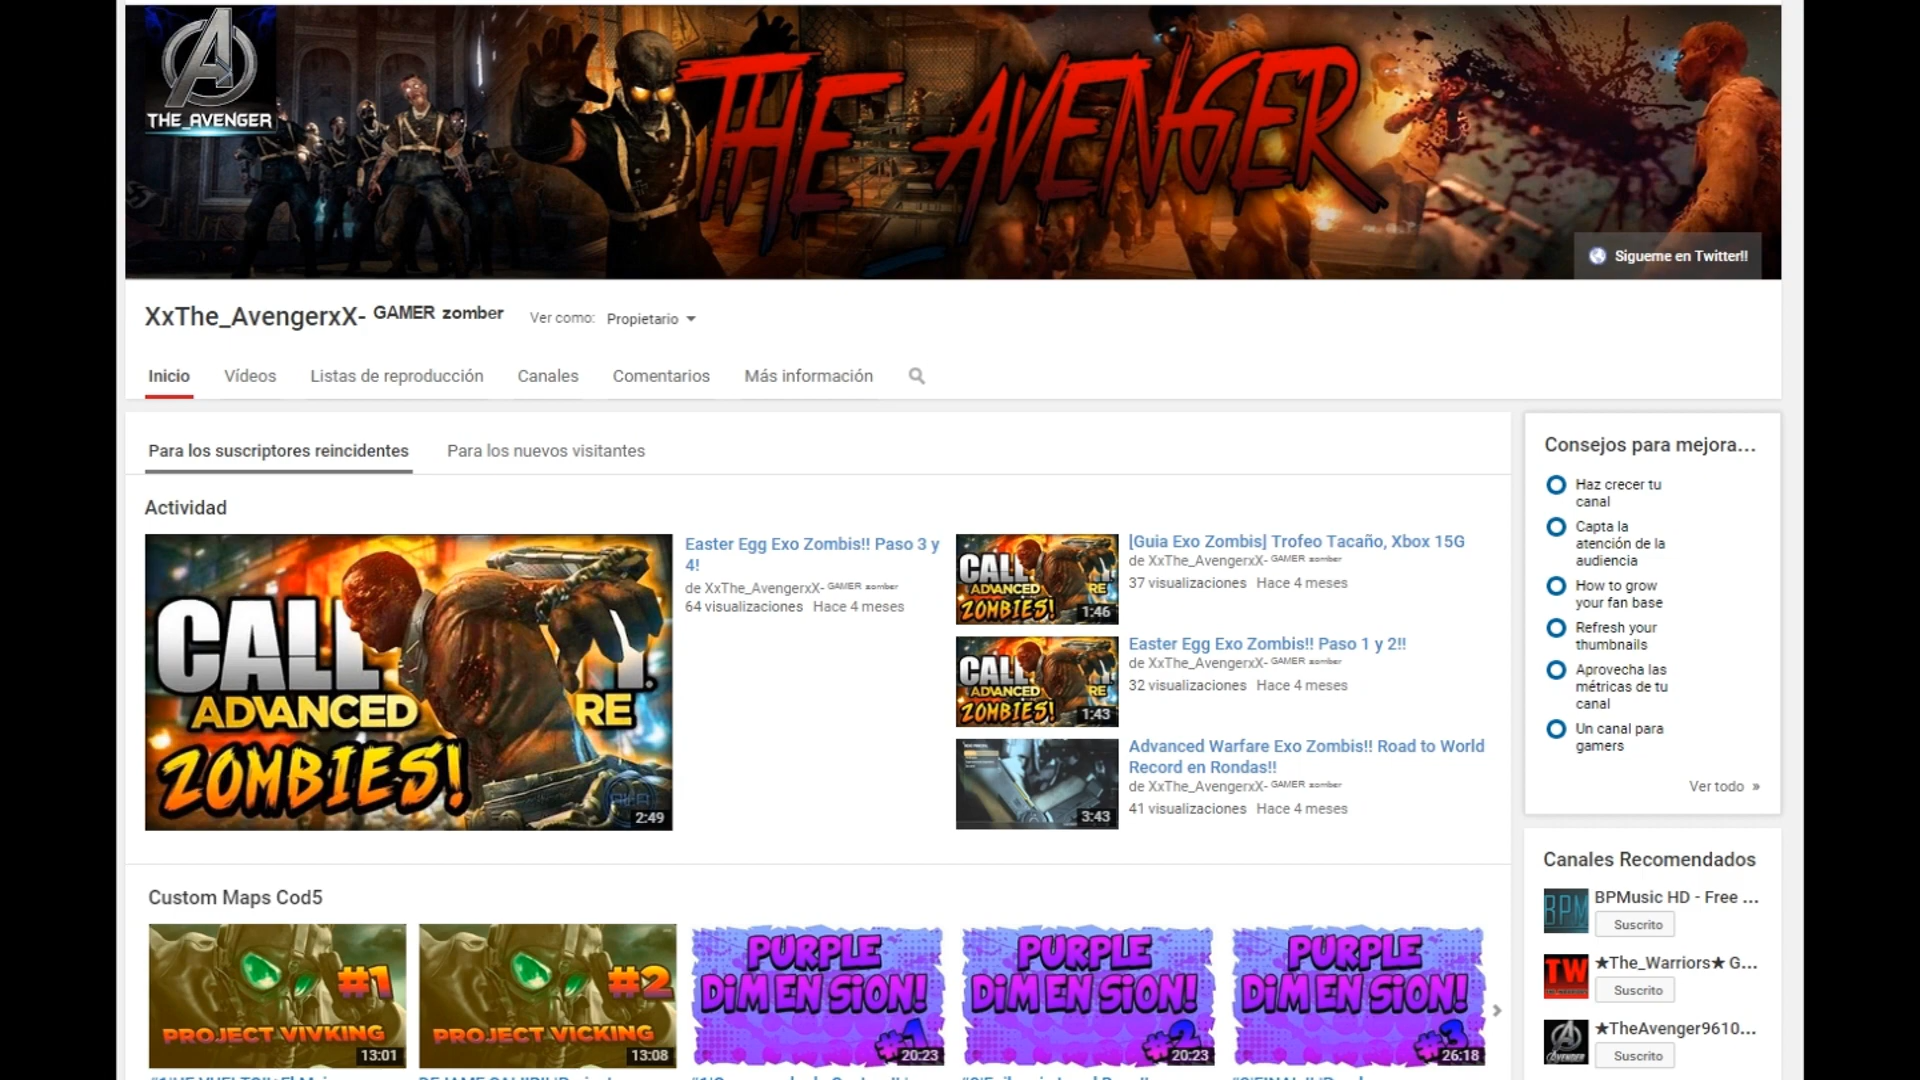 THE_AVENGER
THE AVENGER
Sigueme en Twitter!!
XxThe_AvengerxX- GAMER zomber
Ver como: Propietario
Inicio Vídeos Listas de reproducción Canales Comentarios Más información
Para los suscriptores reincidentes Para los nuevos visitantes
Actividad
CALL
ADVANCED RE
ZOMBIES!
2:49
Easter Egg Exo Zombis!! Paso 3 y
4!
de XxThe_AvengerxX- GAMER zomber
64 visualizaciones Hace 4 meses
CALL
ADVANCED RE
ZOMBIES!
1:46
[Guia Exo Zombis] Trofeo Tacaño, Xbox 15G
de XxThe_AvengerxX- GAMER zomber
37 visualizaciones Hace 4 meses
CALL
ADVANCED RE
ZOMBIES!
1:43
Easter Egg Exo Zombis!! Paso 1 y 2!!
de XxThe_AvengerxX- GAMER zomber
32 visualizaciones Hace 4 meses
3:43
Advanced Warfare Exo Zombis!! Road to World
Record en Rondas!!
de XxThe_AvengerxX- GAMER zomber
41 visualizaciones Hace 4 meses
Custom Maps Cod5
#1
PROJECT VIVKING
13:01
#2
PROJECT VICKING
13:08
PURPLE
DiMENSiON!
#1
20:23
PURPLE
DiMENSiON!
#2
20:23
PURPLE
DiMENSiON!
#3
26:18
Consejos para mejora...
Haz crecer tu
canal
Capta la
atención de la
audiencia
How to grow
your fan base
Refresh your
thumbnails
Aprovecha las
métricas de tu
canal
Un canal para
gamers
Ver todo »
Canales Recomendados
BPM
BPMusic HD - Free ...
Suscrito
TW
★The_Warriors★ G...
Suscrito
AVENGER
★TheAvenger9610...
Suscrito